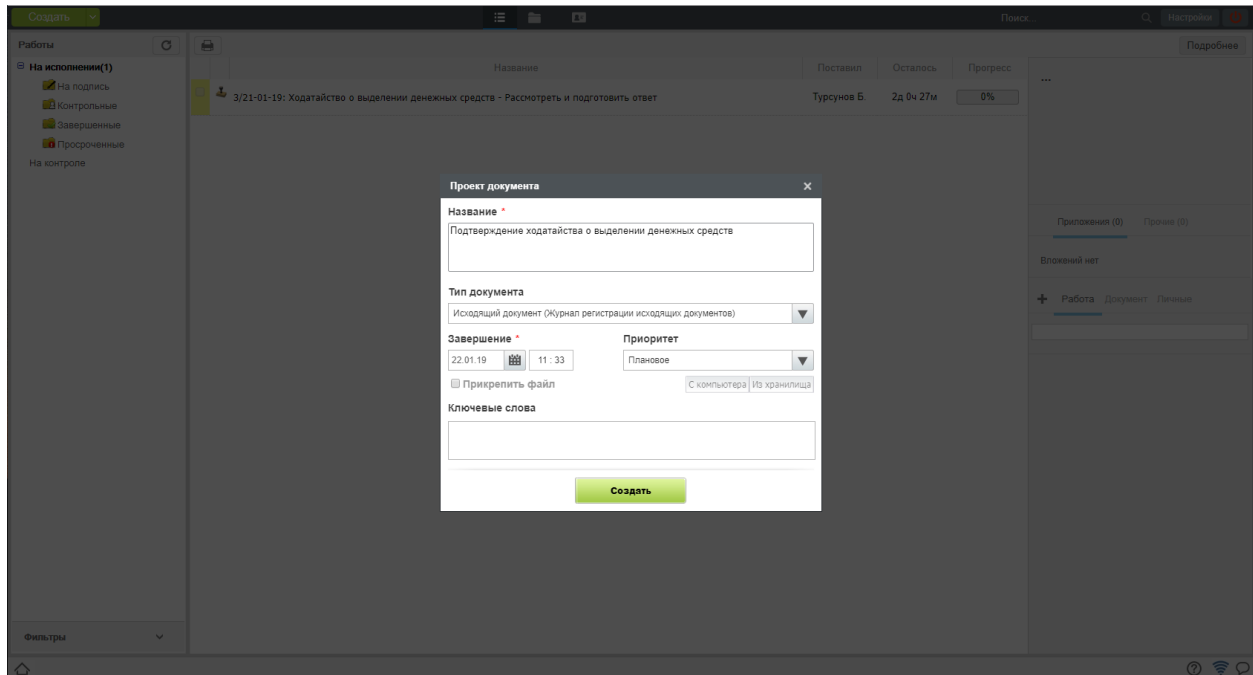 Создать
Поиск...
Настройки
Работы
Подробнее
На исполнении(1)
На подпись
Контрольные
Завершенные
Просроченные
На контроле
Название
Поставил
Осталось
Прогресс
3/21-01-19: Ходатайство о выделении денежных средств - Рассмотреть и подготовить ответ
Турсунов Б.
2д 0ч 27м
0%
...
Проект документа
Название *
Подтверждение ходатайства о выделении денежных средств
Тип документа
Исходящий документ (Журнал регистрации исходящих документов)
Завершение *
Приоритет
22.01.19
11 : 33
Плановое
Прикрепить файл
С компьютера
Из хранилища
Ключевые слова
Создать
Приложения (0)
Прочие (0)
Вложений нет
Работа
Документ
Личные
Фильтры